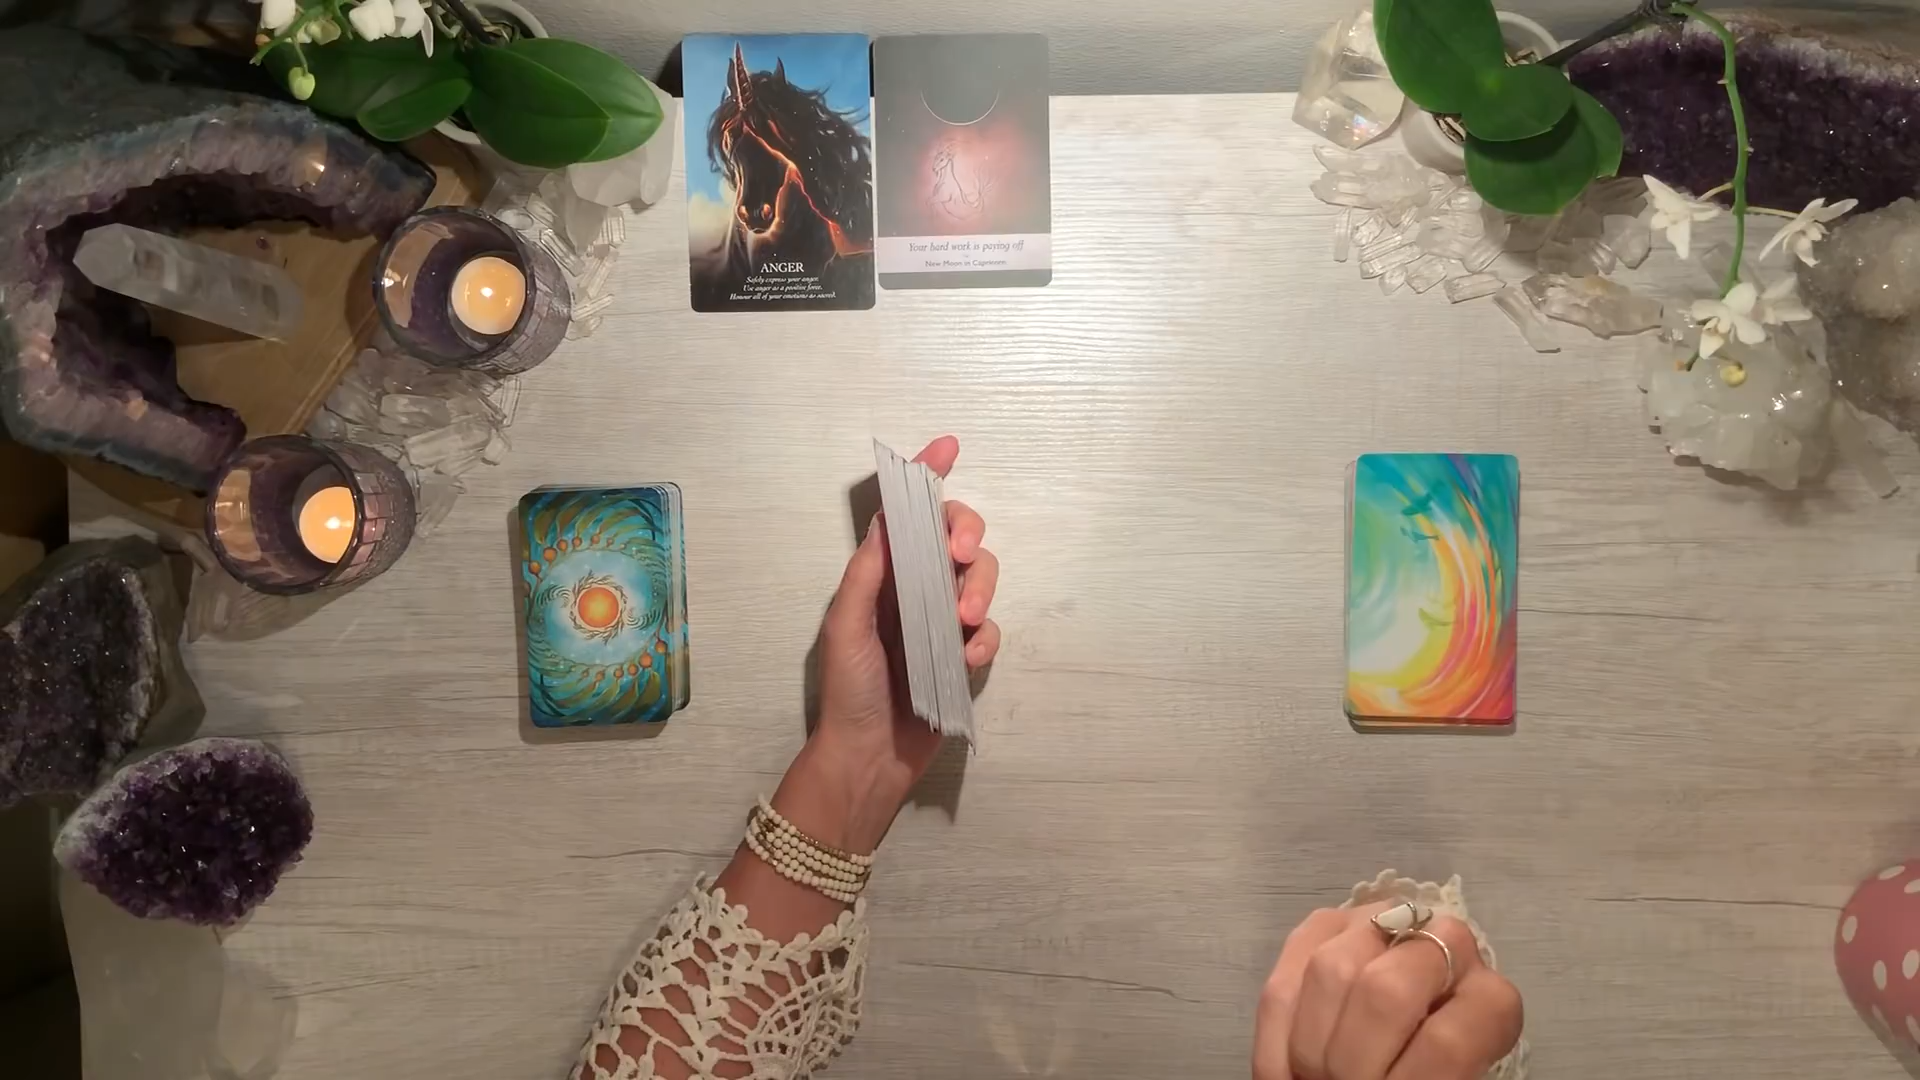 ANGER
Safely express your anger.
Use anger as a positive force.
Honour all of your emotions as sacred.
Your hard work is paying off
New Moon in Capricorn